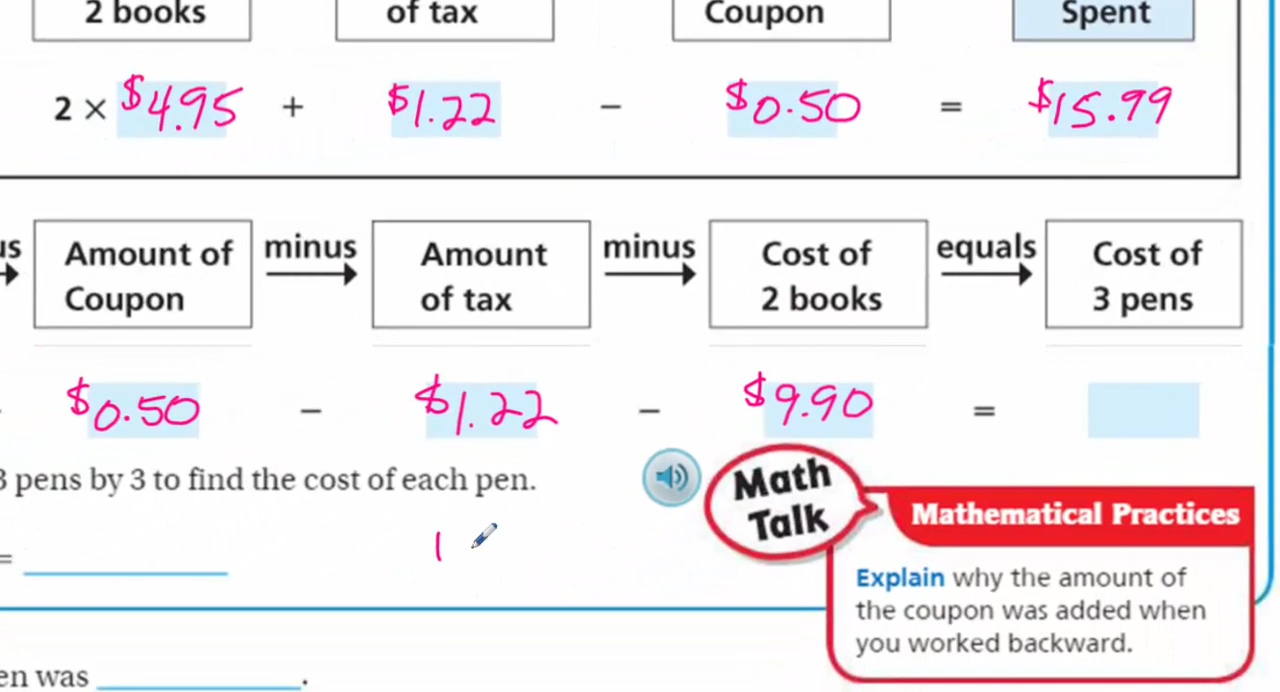 2 books of tax Coupon Spent
2 × $4.95 + $1.22 − $0.50 = $15.99
us Amount of Coupon minus Amount of tax minus Cost of 2 books equals Cost of 3 pens
$0.50 − $1.22 − $9.90 =
3 pens by 3 to find the cost of each pen.
=
1
Math Talk
Mathematical Practices
Explain why the amount of
the coupon was added when
you worked backward.
en was .